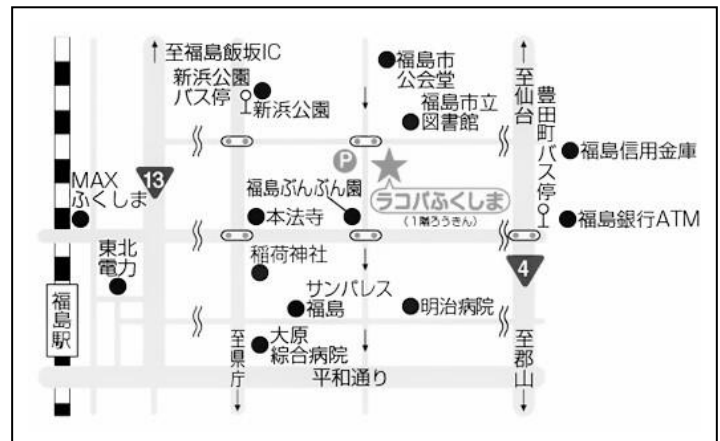 至福島飯坂IC
新浜公園
バス停
新浜公園
福島市
公会堂
福島市立
図書館
至仙台
豊田町バス停
福島信用金庫
13
MAX
ふくしま
P
福島ぶんぶん園
ラコパふくしま
(1階ろうきん)
本法寺
福島銀行ATM
東北
電力
稲荷神社
4
サンパレス
福島
明治病院
福島駅
大原
綜合病院
至県庁
平和通り
至郡山